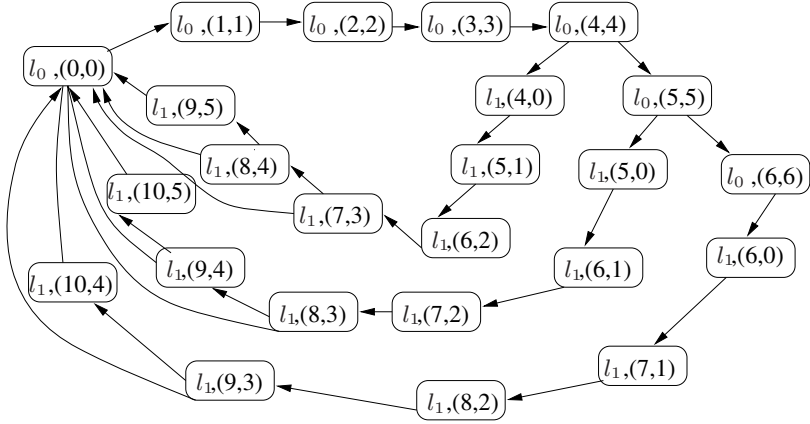 l₀ ,(1,1)
l₀ ,(2,2)
l₀ ,(3,3)
l₀ ,(4,4)
l₀ ,(0,0)
l₁,(9,5)
l₁,(4,0)
l₀,(5,5)
l₁,(8,4)
l₁,(5,1)
l₁,(5,0)
l₀ ,(6,6)
l₁,(10,5)
l₁,(7,3)
l₁,(6,2)
l₁,(6,0)
l₁,(10,4)
l₁,(9,4)
l₁,(6,1)
l₁,(8,3)
l₁,(7,2)
l₁,(7,1)
l₁,(9,3)
l₁,(8,2)